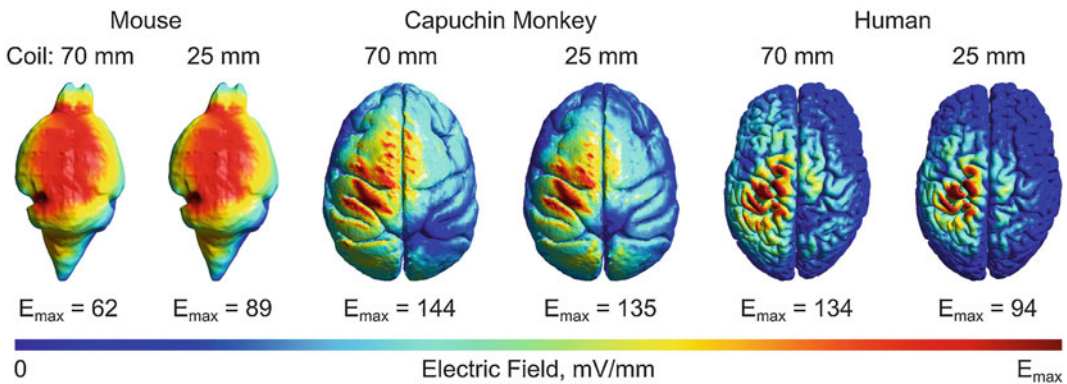 Mouse Capuchin Monkey Human
Coil: 70 mm 25 mm 70 mm 25 mm 70 mm 25 mm
Emax = 62 Emax = 89 Emax = 144 Emax = 135 Emax = 134 Emax = 94
0 Electric Field, mV/mm Emax